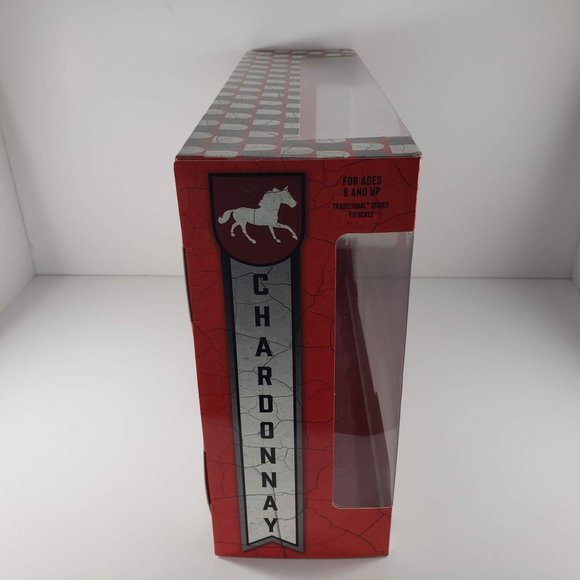 FOR AGES
8 AND UP
TRADITIONAL® SERIES
1:9 SCALE
CHARDONNAY